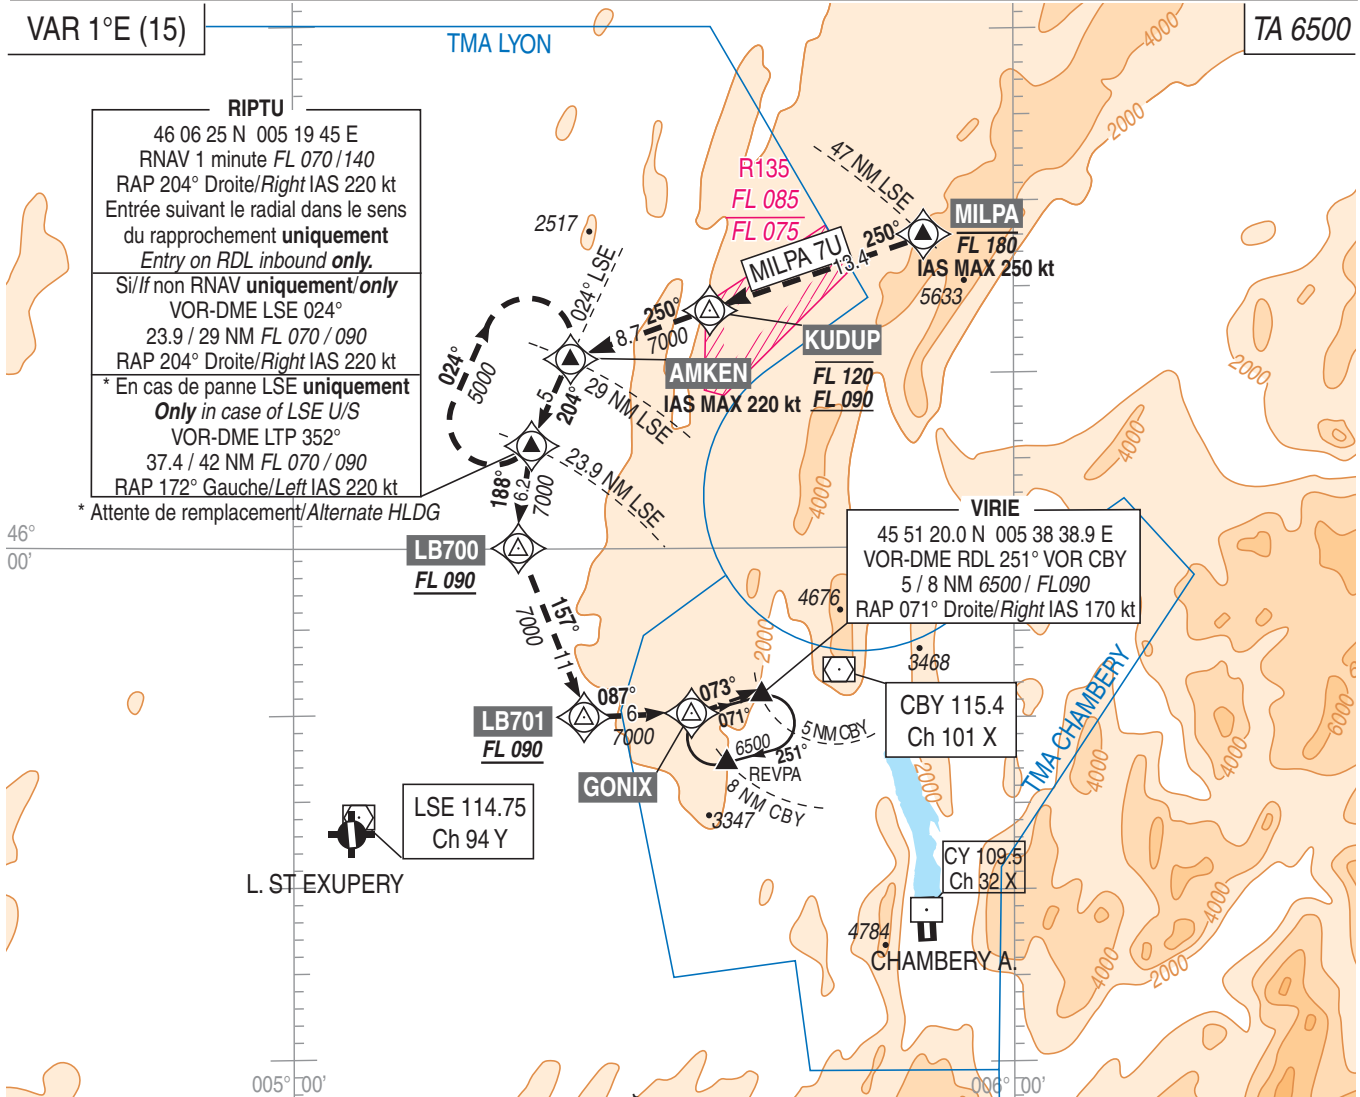 VAR 1°E (15)
TMA LYON
TA 6500
RIPTU
46 06 25 N 005 19 45 E
RNAV 1 minute FL 070 / 140
RAP 204° Droite/Right IAS 220 kt
Entrée suivant le radial dans le sens
du rapprochement uniquement
Entry on RDL inbound only.
Si/If non RNAV uniquement/only
VOR-DME LSE 024°
23.9 / 29 NM FL 070 / 090
RAP 204° Droite/Right IAS 220 kt
* En cas de panne LSE uniquement
Only in case of LSE U/S
VOR-DME LTP 352°
37.4 / 42 NM FL 070 / 090
RAP 172° Gauche/Left IAS 220 kt
* Attente de remplacement/Alternate HLDG
4000
2000
47 NM LSE
R135
FL 085
FL 075
MILPA
FL 180
IAS MAX 250 kt
250°
MILPA 7U
13.4
5633
2517
024° LSE
250°
8.7
7000
KUDUP
FL 120
FL 090
AMKEN
IAS MAX 220 kt
024°
5000
5
204°
29 NM LSE
2000
4000
23.9 NM LSE
188°
6.2
7000
4000
46°
00'
LB700
FL 090
VIRIE
45 51 20.0 N 005 38 38.9 E
VOR-DME RDL 251° VOR CBY
5 / 8 NM 6500 / FL090
RAP 071° Droite/Right IAS 170 kt
4676
157°
7000
11
2000
3468
TMA CHAMBERY
6000
4000
4000
CBY 115.4
Ch 101 X
LB701
FL 090
087°
6
7000
073°
071°
5 NM CBY
6500
251°
REVPA
8 NM CBY
GONIX
3347
2000
LSE 114.75
Ch 94 Y
L. ST EXUPERY
CY 109.5
Ch 32 X
4784
CHAMBERY A.
4000
4000
2000
005° 00'
006° 00'